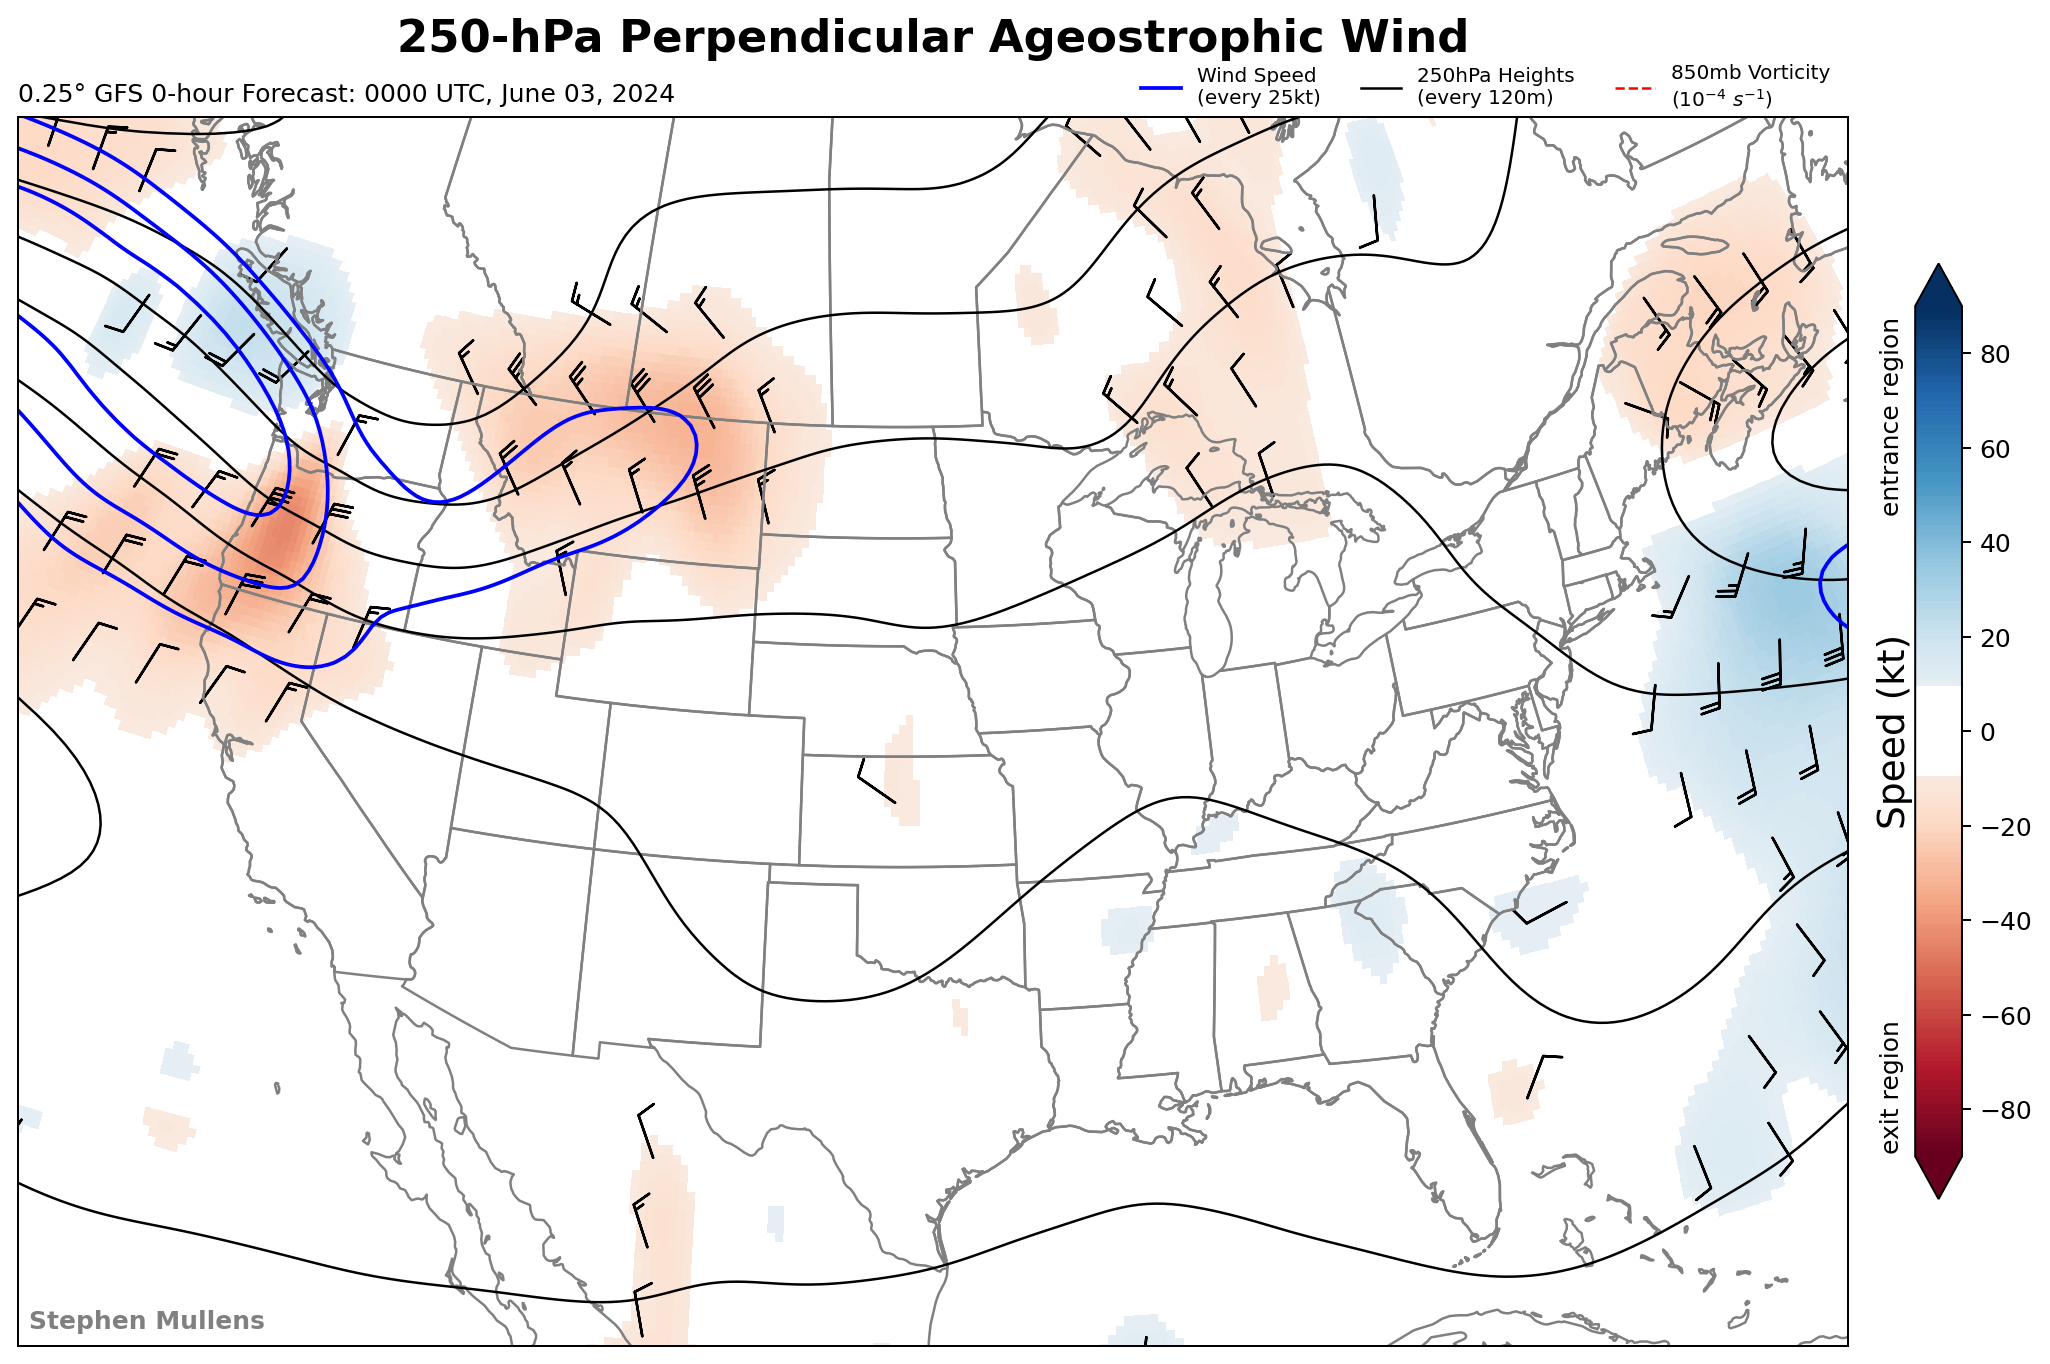 250-hPa Perpendicular Ageostrophic Wind
0.25° GFS 0-hour Forecast: 0000 UTC, June 03, 2024
Wind Speed
(every 25kt)
250hPa Heights
(every 120m)
850mb Vorticity
(10⁻⁴ s⁻¹)
entrance region
Speed (kt)
exit region
80
60
40
20
0
−20
−40
−60
−80
Stephen Mullens